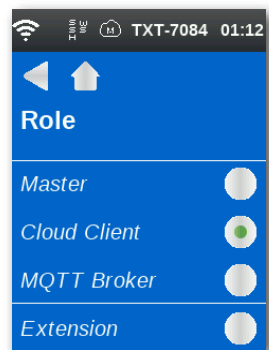 TXT-7084 01:12
Role
Master
Cloud Client
MQTT Broker
Extension